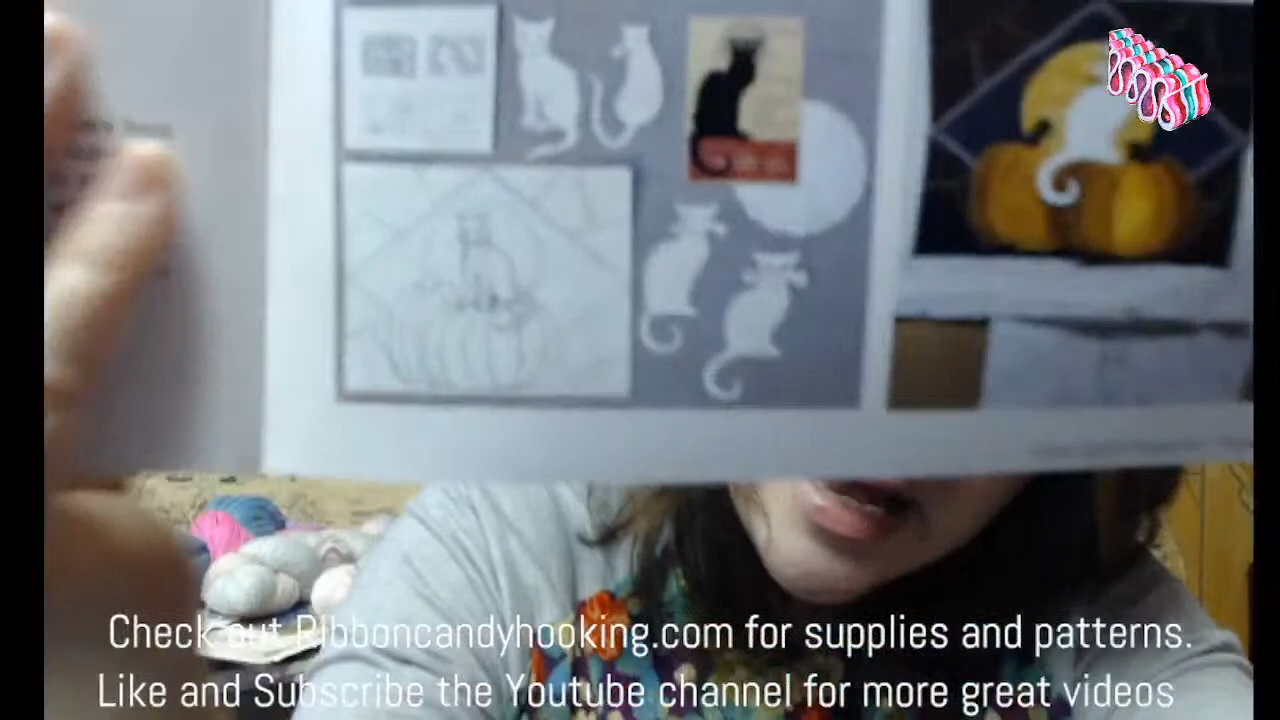 Check out Ribboncandyhooking.com for supplies and patterns.
Like and Subscribe the Youtube channel for more great videos